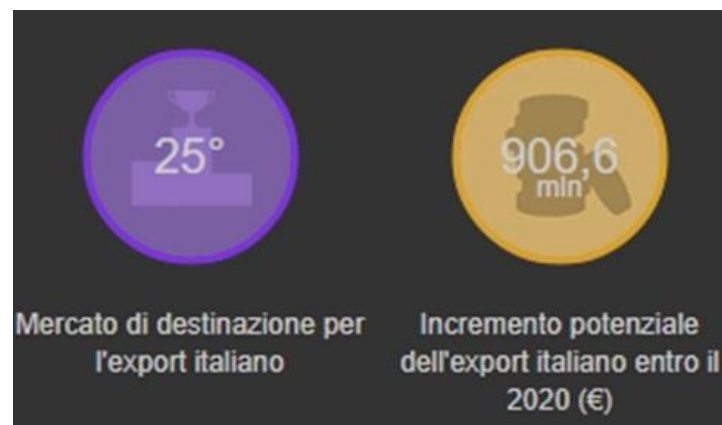 25°
Mercato di destinazione per
l'export italiano
906,6
mln
Incremento potenziale
dell'export italiano entro il
2020 (€)